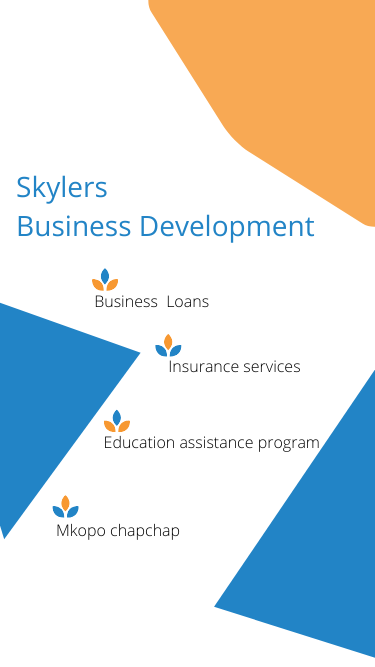 Skylers
Business Development
Business Loans
Insurance services
Education assistance program
Mkopo chapchap